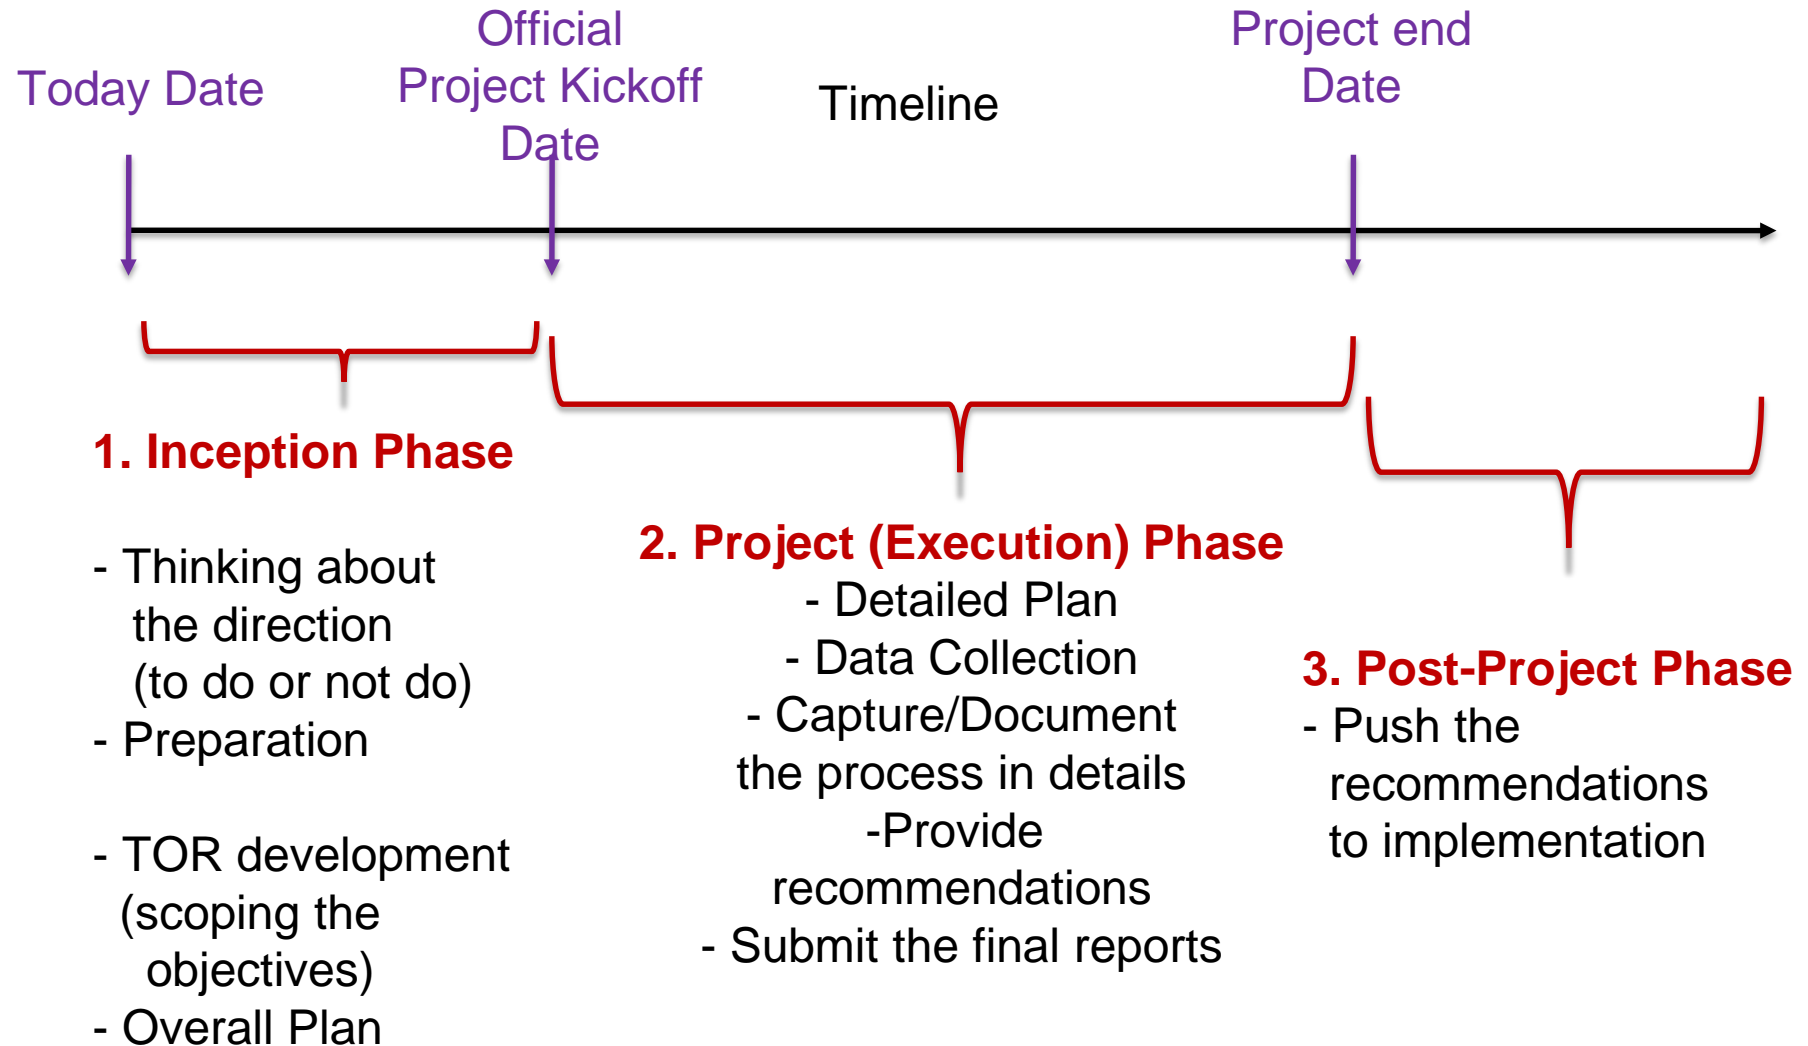 Today Date
Official
Project Kickoff
Date
Timeline
Project end
Date
1. Inception Phase
- Thinking about
the direction
(to do or not do)
- Preparation
- TOR development
(scoping the
objectives)
- Overall Plan
2. Project (Execution) Phase
- Detailed Plan
- Data Collection
- Capture/Document
the process in details
-Provide
recommendations
- Submit the final reports
3. Post-Project Phase
- Push the
recommendations
to implementation